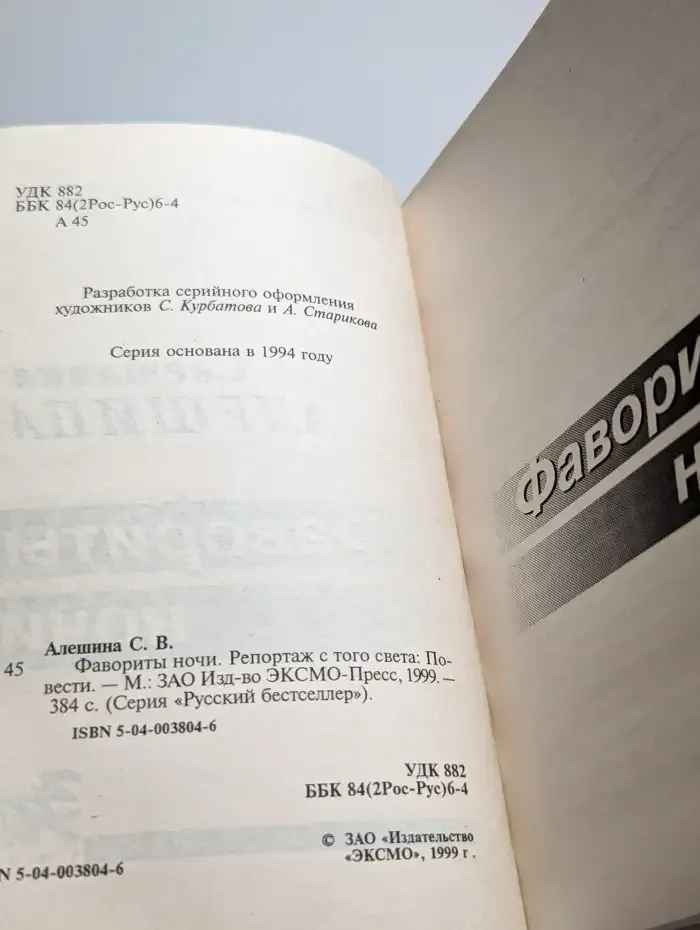 УДК 882
ББК 84(2Рос-Рус)6-4
А 45
Разработка серийного оформления
художников С. Курбатова и А. Старикова
Серия основана в 1994 году
Алешина С. В.
45 Фавориты ночи. Репортаж с того света: По-
вести. — М.: ЗАО Изд-во ЭКСМО-Пресс, 1999. —
384 с. (Серия «Русский бестселлер»).
ISBN 5-04-003804-6
УДК 882
ББК 84(2Рос-Рус)6-4
© ЗАО «Издательство
«ЭКСМО», 1999 г.
N 5-04-003804-6
Фавори
н